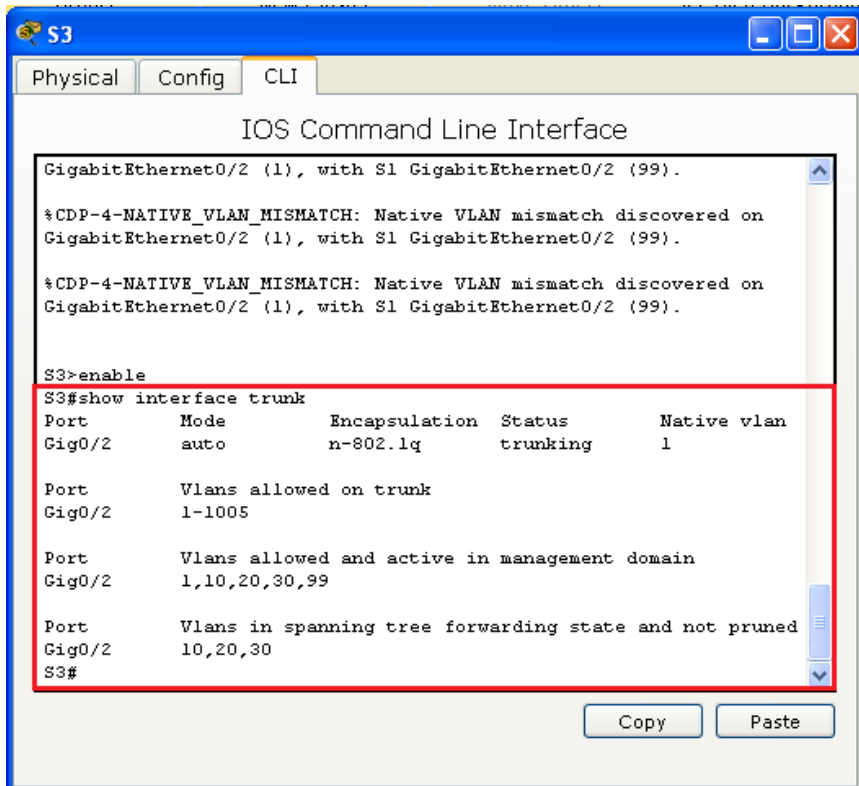 S3
Physical Config CLI
IOS Command Line Interface
GigabitEthernet0/2 (1), with S1 GigabitEthernet0/2 (99).
%CDP-4-NATIVE_VLAN_MISMATCH: Native VLAN mismatch discovered on
GigabitEthernet0/2 (1), with S1 GigabitEthernet0/2 (99).
%CDP-4-NATIVE_VLAN_MISMATCH: Native VLAN mismatch discovered on
GigabitEthernet0/2 (1), with S1 GigabitEthernet0/2 (99).
S3>enable
S3#show interface trunk
Port Mode Encapsulation Status Native vlan
Gig0/2 auto n-802.1q trunking 1
Port Vlans allowed on trunk
Gig0/2 1-1005
Port Vlans allowed and active in management domain
Gig0/2 1,10,20,30,99
Port Vlans in spanning tree forwarding state and not pruned
Gig0/2 10,20,30
S3#
Copy Paste